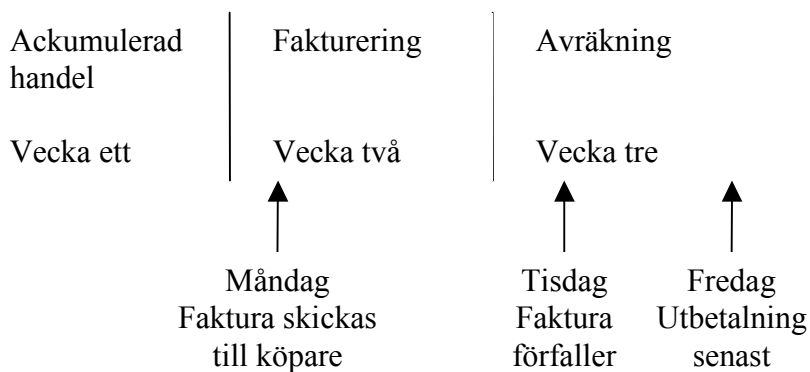 Ackumulerad
handel
Fakturering
Avräkning
Vecka ett
Vecka två
Vecka tre
Måndag
Faktura skickas
till köpare
Tisdag
Faktura
förfaller
Fredag
Utbetalning
senast